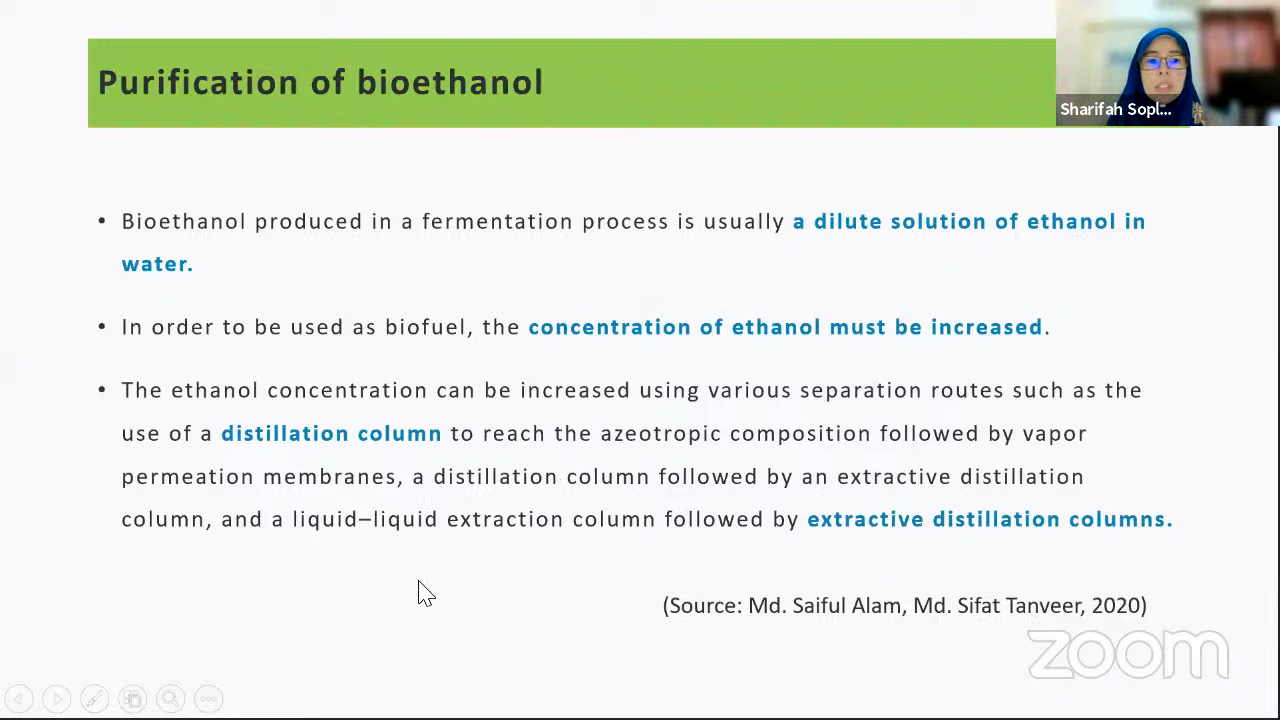 Purification of bioethanol
Sharifah Sopl...
• Bioethanol produced in a fermentation process is usually a dilute solution of ethanol in
water.
• In order to be used as biofuel, the concentration of ethanol must be increased.
• The ethanol concentration can be increased using various separation routes such as the
use of a distillation column to reach the azeotropic composition followed by vapor
permeation membranes, a distillation column followed by an extractive distillation
column, and a liquid–liquid extraction column followed by extractive distillation columns.
(Source: Md. Saiful Alam, Md. Sifat Tanveer, 2020)
zoom